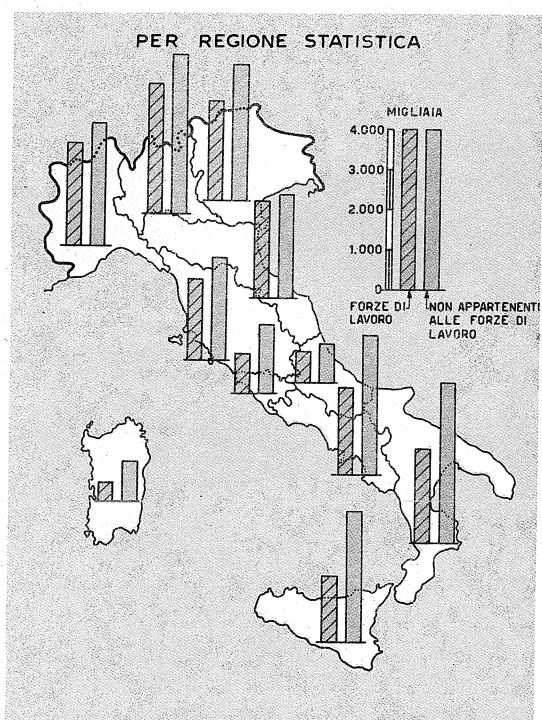 PER REGIONE STATISTICA
MIGLIAIA
4.000
3.000
2.000
1.000
0
FORZE DI
LAVORO
NON APPARTENENTI
ALLE FORZE DI
LAVORO